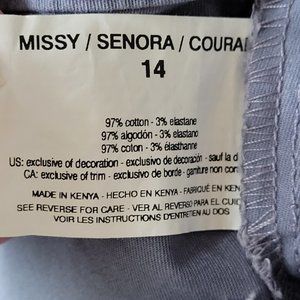 MISSY / SENORA / COURA
14
97% cotton - 3% elastane
97% algodón - 3% elastano
97% coton - 3% élasthanne
US: exclusive of decoration - exclusivo de decoración - sauf la d
CA: exclusive of trim - exclusivo de borde - garniture non com
MADE IN KENYA - HECHO EN KENYA - FABRIQUÉ EN KEN
SEE REVERSE FOR CARE - VER AL REVERSO PARA EL CUID
VOIR LES INSTRUCTIONS D'ENTRETIEN AU DOS